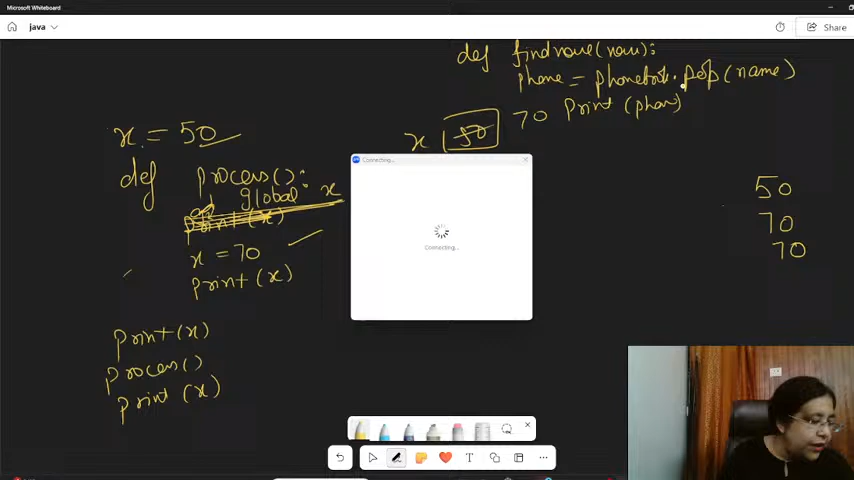 Microsoft Whiteboard
java
Share
def findname(name):
phone = phonebook.pop(name)
70 print (phone)
x = 50
x 50
def process():
global x
print(x)
x = 70
print(x)
50
70
70
print(x)
process()
print (x)
Connecting...
Connecting...